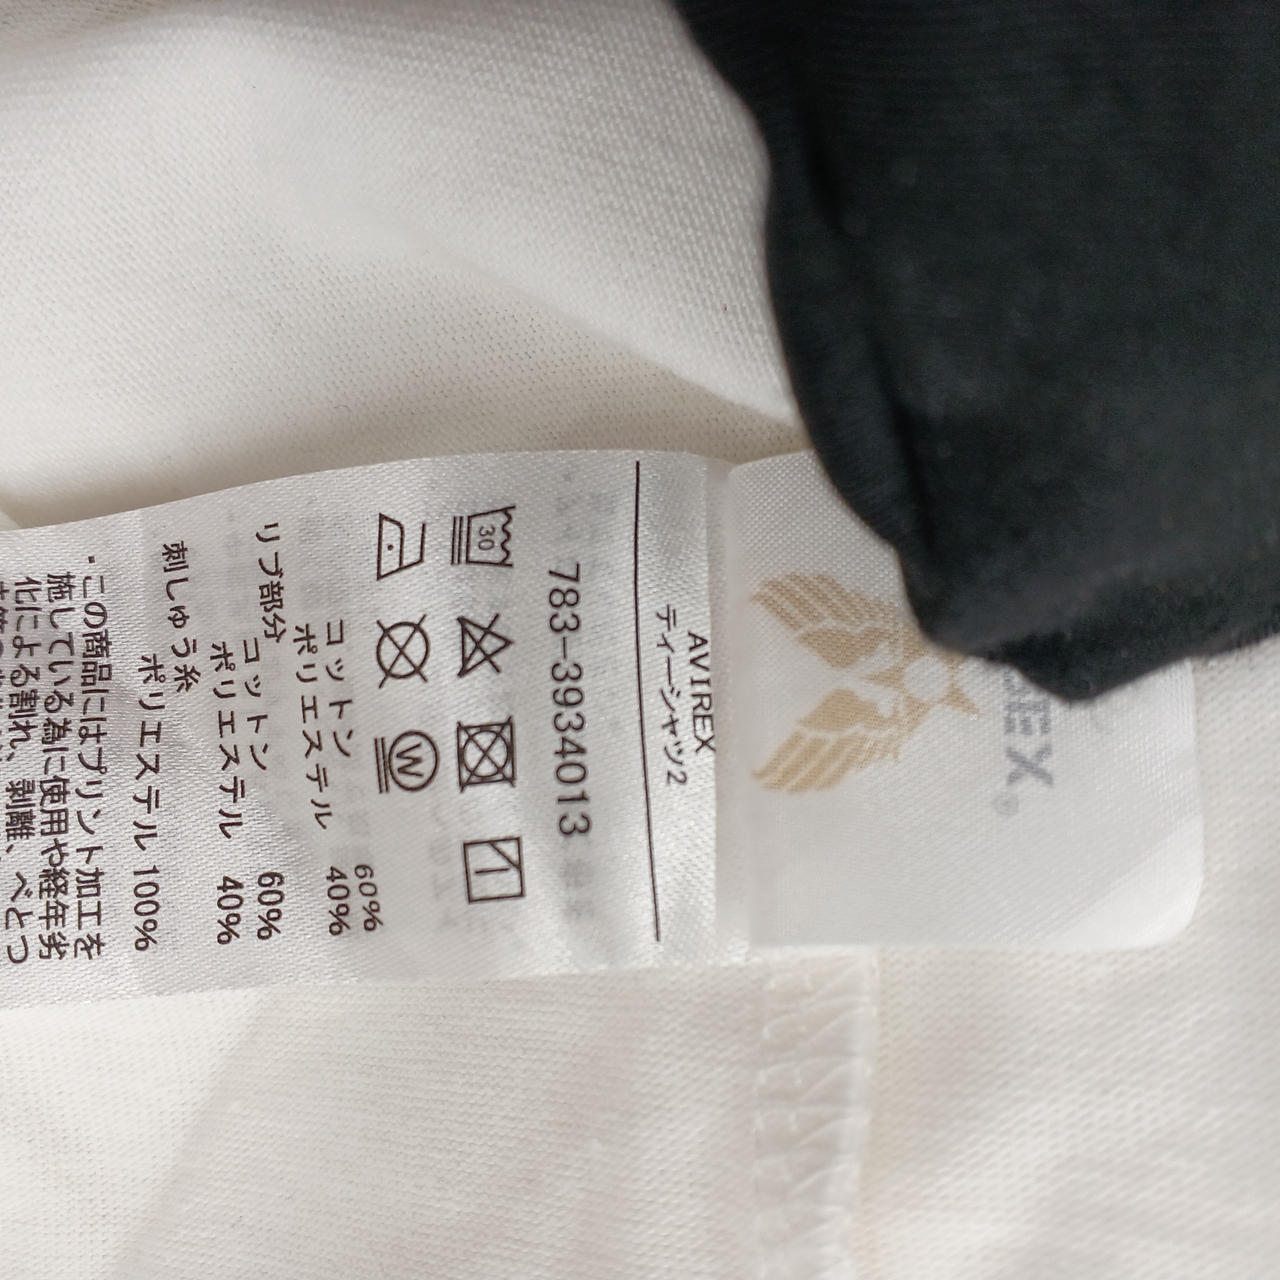 AVIREX
ティーシャツ2
783-3934013
30
W
コットン 60%
ポリエステル 40%
リブ部分
コットン 60%
ポリエステル 40%
刺しゅう糸
ポリエステル 100%
・この商品にはプリント加工を
施している為に使用や経年劣
化による割れ、剥離、べとつ
EX®